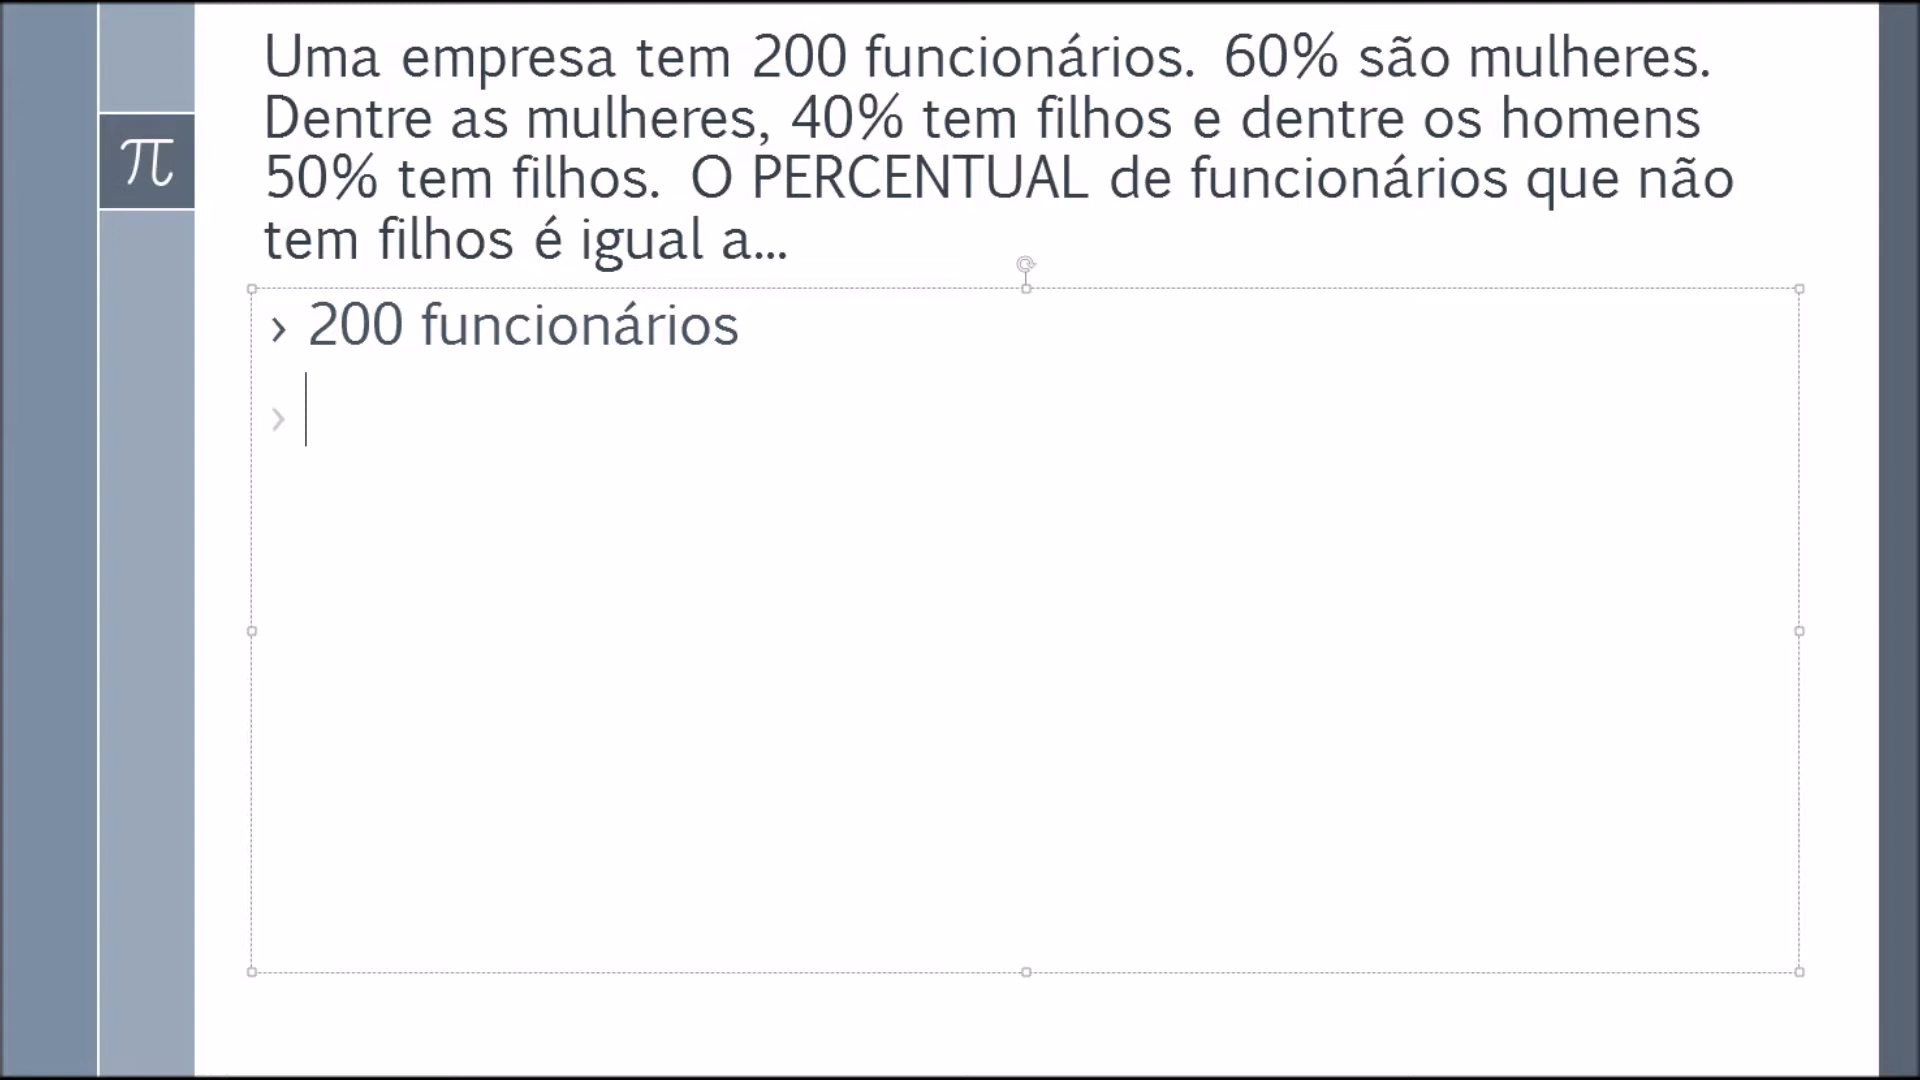 Uma empresa tem 200 funcionários. 60% são mulheres.
Dentre as mulheres, 40% tem filhos e dentre os homens
50% tem filhos. O PERCENTUAL de funcionários que não
tem filhos é igual a...
π
› 200 funcionários
›